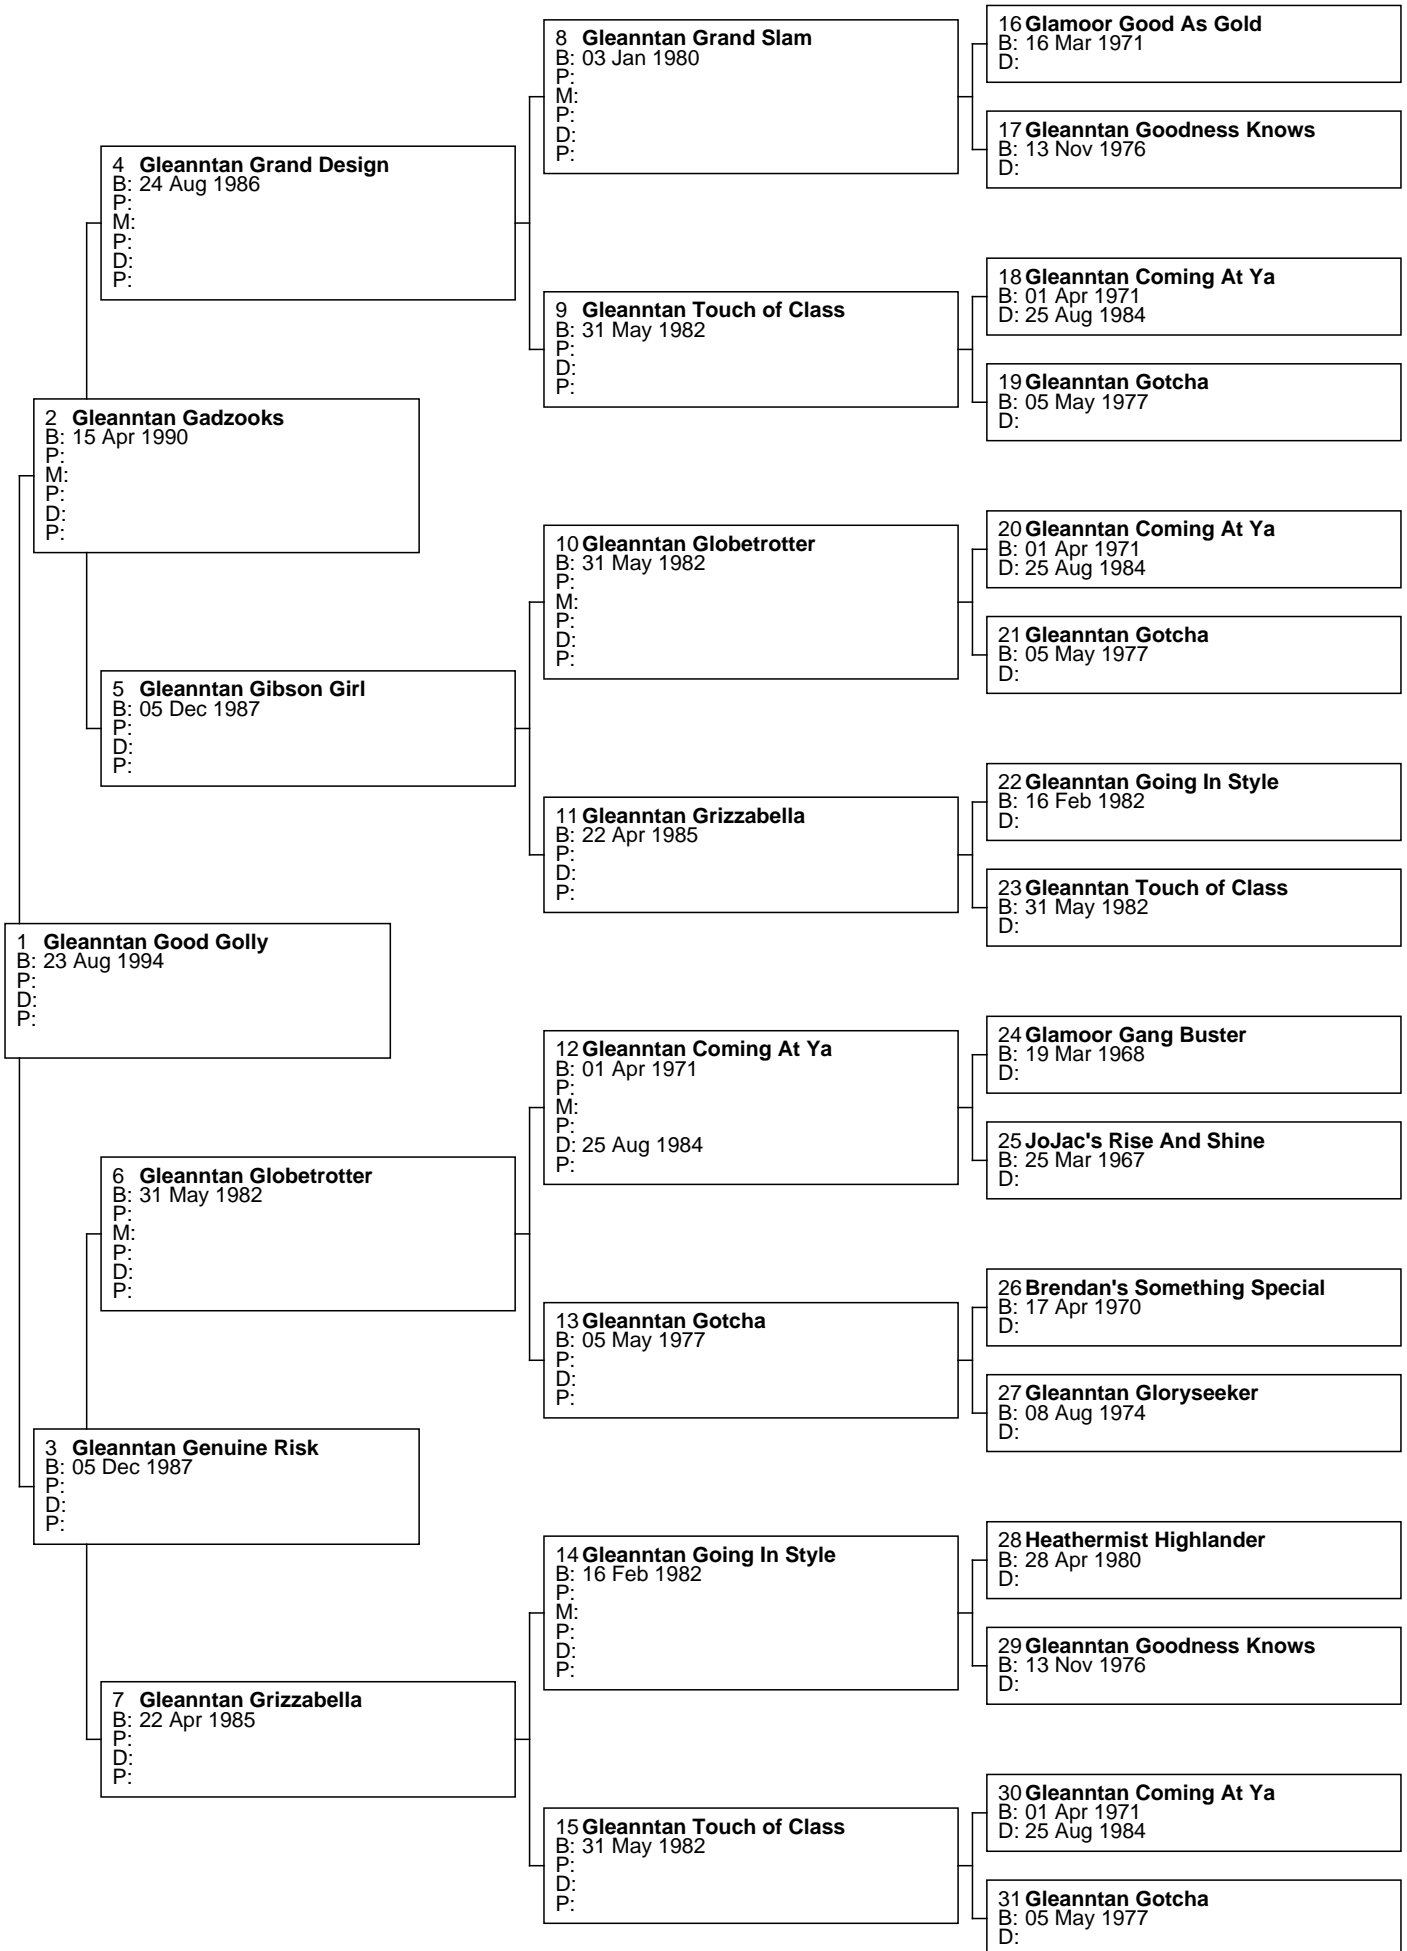 8 Gleanntan Grand Slam
B: 03 Jan 1980
P:
M:
P:
D:
P:
16 Glamoor Good As Gold
B: 16 Mar 1971
D:
17 Gleanntan Goodness Knows
B: 13 Nov 1976
D:
4 Gleanntan Grand Design
B: 24 Aug 1986
P:
M:
P:
D:
P:
9 Gleanntan Touch of Class
B: 31 May 1982
P:
D:
P:
18 Gleanntan Coming At Ya
B: 01 Apr 1971
D: 25 Aug 1984
19 Gleanntan Gotcha
B: 05 May 1977
D:
2 Gleanntan Gadzooks
B: 15 Apr 1990
P:
M:
P:
D:
P:
10 Gleanntan Globetrotter
B: 31 May 1982
P:
M:
P:
D:
P:
20 Gleanntan Coming At Ya
B: 01 Apr 1971
D: 25 Aug 1984
21 Gleanntan Gotcha
B: 05 May 1977
D:
5 Gleanntan Gibson Girl
B: 05 Dec 1987
P:
D:
P:
11 Gleanntan Grizzabella
B: 22 Apr 1985
P:
D:
P:
22 Gleanntan Going In Style
B: 16 Feb 1982
D:
23 Gleanntan Touch of Class
B: 31 May 1982
D:
1 Gleanntan Good Golly
B: 23 Aug 1994
P:
D:
P:
12 Gleanntan Coming At Ya
B: 01 Apr 1971
P:
M:
P:
D: 25 Aug 1984
P:
24 Glamoor Gang Buster
B: 19 Mar 1968
D:
25 JoJac's Rise And Shine
B: 25 Mar 1967
D:
6 Gleanntan Globetrotter
B: 31 May 1982
P:
M:
P:
D:
P:
13 Gleanntan Gotcha
B: 05 May 1977
P:
D:
P:
26 Brendan's Something Special
B: 17 Apr 1970
D:
27 Gleanntan Gloryseeker
B: 08 Aug 1974
D:
3 Gleanntan Genuine Risk
B: 05 Dec 1987
P:
D:
P:
14 Gleanntan Going In Style
B: 16 Feb 1982
P:
M:
P:
D:
P:
28 Heathermist Highlander
B: 28 Apr 1980
D:
29 Gleanntan Goodness Knows
B: 13 Nov 1976
D:
7 Gleanntan Grizzabella
B: 22 Apr 1985
P:
D:
P:
15 Gleanntan Touch of Class
B: 31 May 1982
P:
D:
P:
30 Gleanntan Coming At Ya
B: 01 Apr 1971
D: 25 Aug 1984
31 Gleanntan Gotcha
B: 05 May 1977
D: